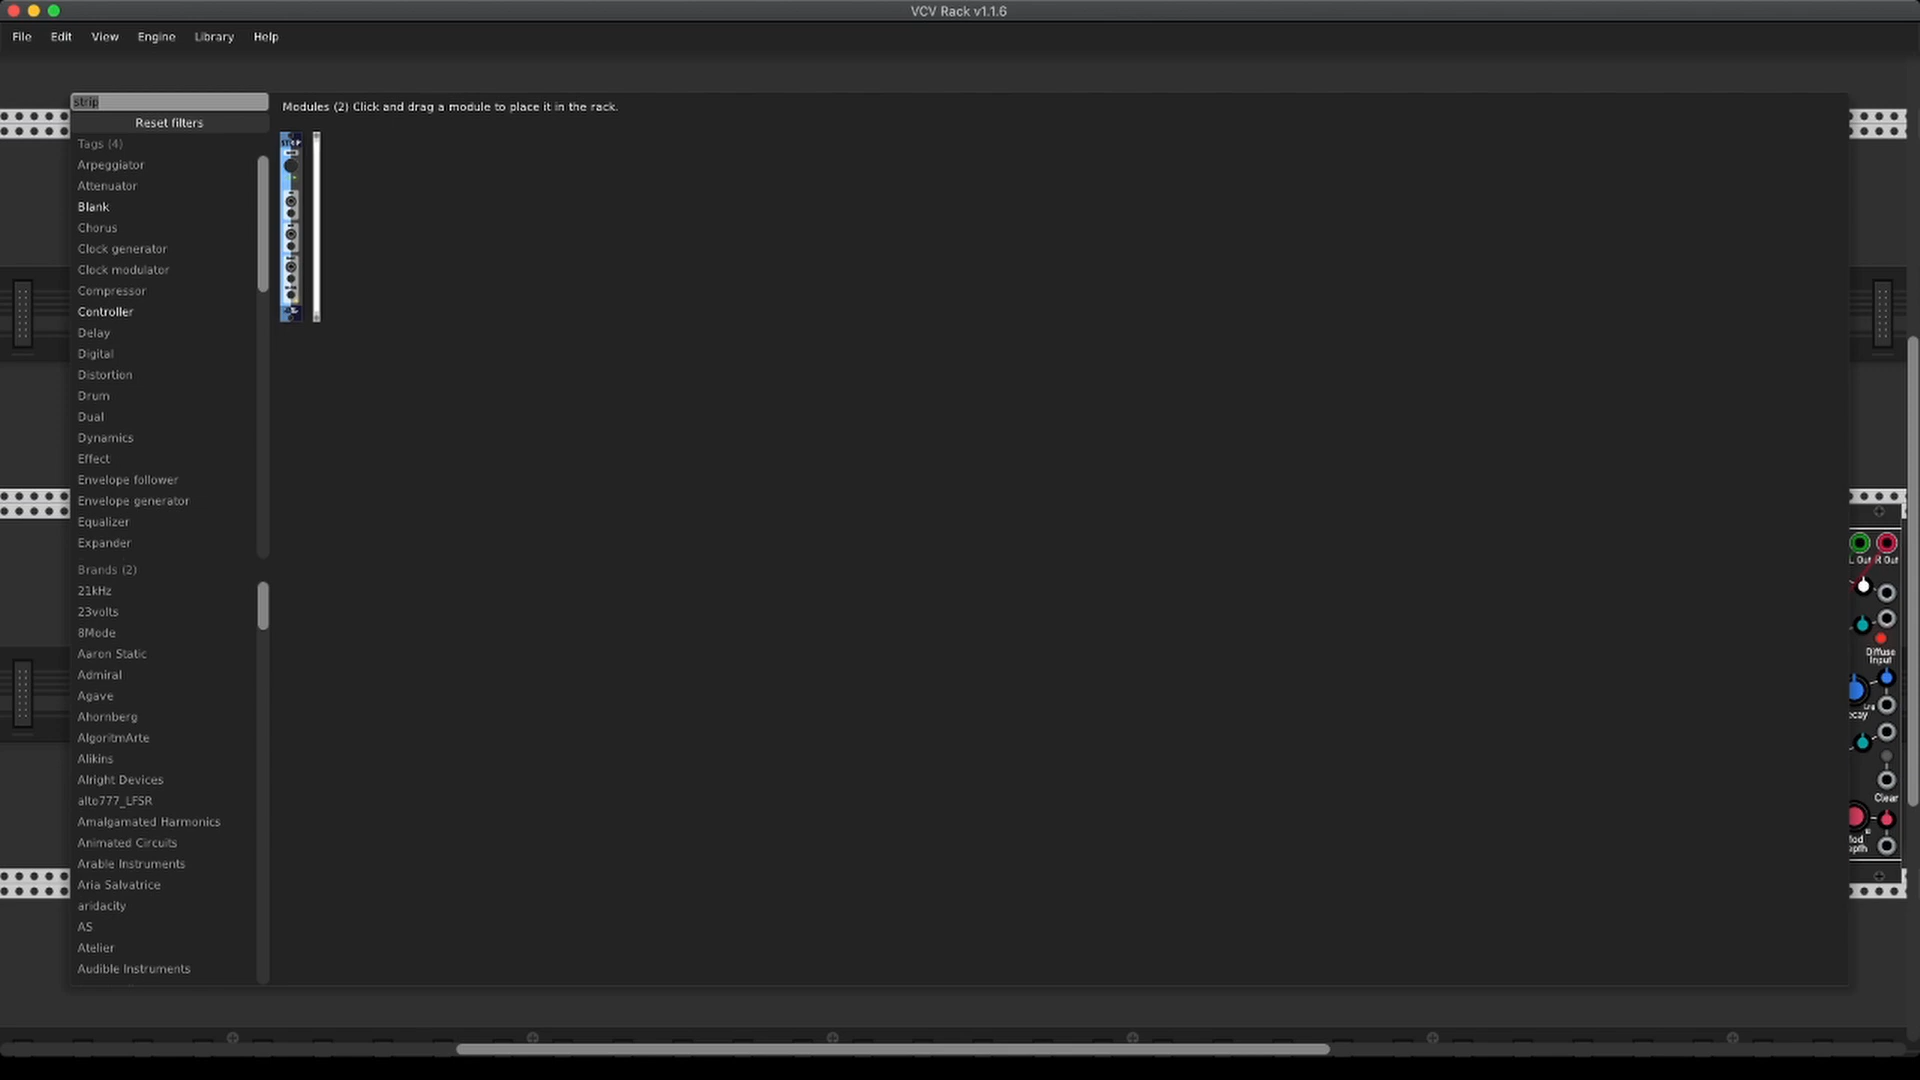 VCV Rack v1.1.6
File Edit View Engine Library Help
strip
Modules (2) Click and drag a module to place it in the rack.
Reset filters
Tags (4)
Arpeggiator
Attenuator
Blank
Chorus
Clock generator
Clock modulator
Compressor
Controller
Delay
Digital
Distortion
Drum
Dual
Dynamics
Effect
Envelope follower
Envelope generator
Equalizer
Expander
Brands (2)
21kHz
23volts
8Mode
Aaron Static
Admiral
Agave
Ahornberg
AlgoritmArte
Alikins
Alright Devices
alto777_LFSR
Amalgamated Harmonics
Animated Circuits
Arable Instruments
Aria Salvatrice
aridacity
AS
Atelier
Audible Instruments
STRIP
L Out R Out
Diffuse
Input
ecay
Clear
Mod
epth